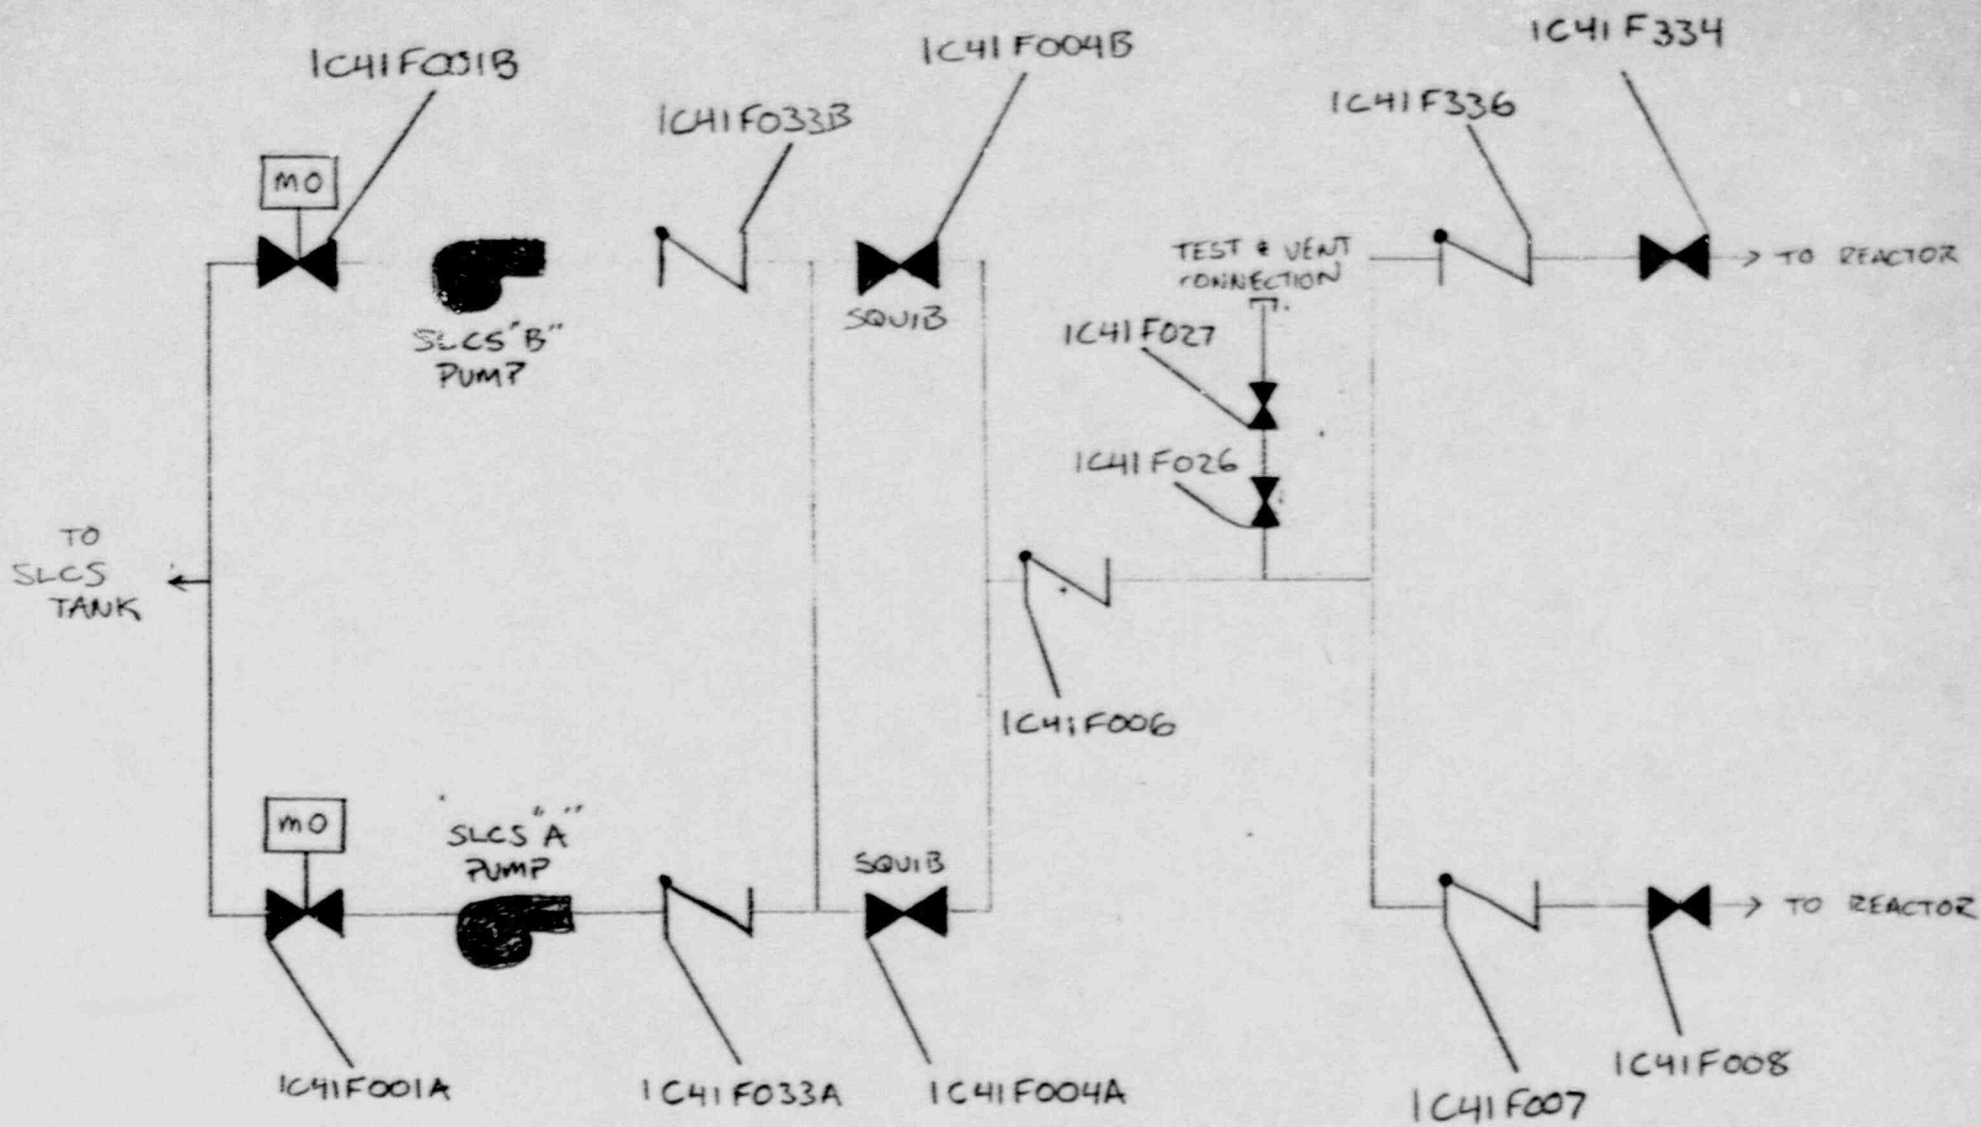 1C41F334
1C41F004B
1C41F001B
1C41F336
1C41F033B
MO
TEST & VENT
CONNECTION
TO REACTOR
SQUIB
1C41F027
SLCS "B"
PUMP
1C41F026
TO
SLCS
TANK
1C41F006
MO
SLCS "A"
PUMP
SQUIB
TO REACTOR
1C41F001A
1C41F033A
1C41F004A
1C41F007
1C41F008